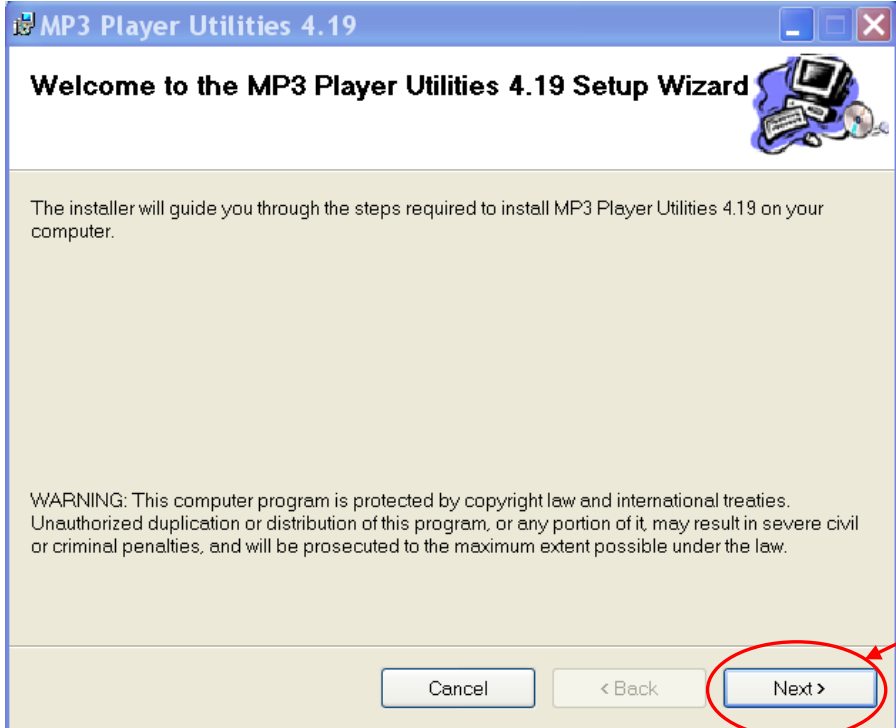 MP3 Player Utilities 4.19
Welcome to the MP3 Player Utilities 4.19 Setup Wizard
The installer will guide you through the steps required to install MP3 Player Utilities 4.19 on your
computer.
WARNING: This computer program is protected by copyright law and international treaties.
Unauthorized duplication or distribution of this program, or any portion of it, may result in severe civil
or criminal penalties, and will be prosecuted to the maximum extent possible under the law.
Cancel < Back Next >